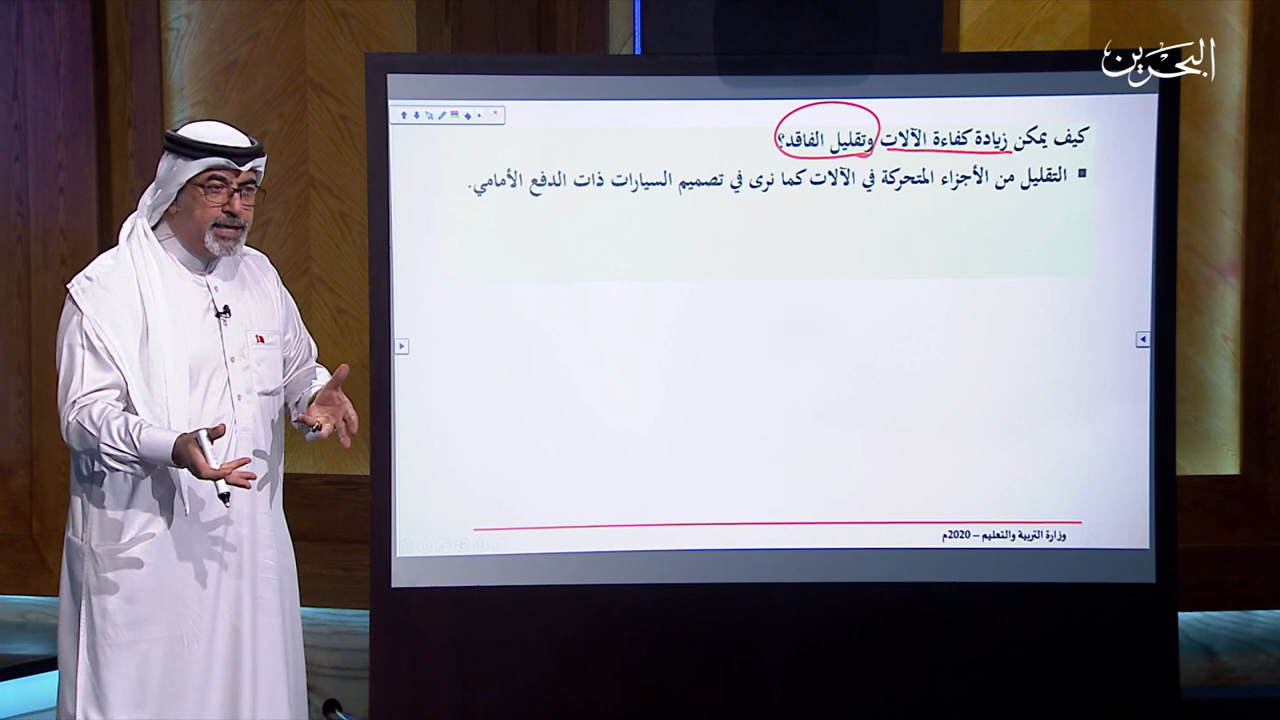 البحرين
كيف يمكن زيادة كفاءة الآلات وتقليل الفاقد؟
▪ التقليل من الأجزاء المتحركة في الآلات كما نرى في تصميم السيارات ذات الدفع الأمامي.
وزارة التربية والتعليم – 2020م